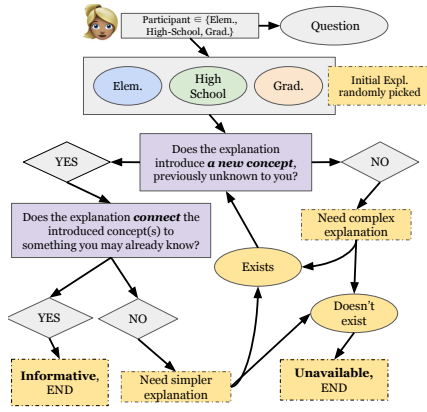 Participant ∈ {Elem.,
High-School, Grad.}
Question
Elem.
High
School
Grad.
Initial Expl.
randomly picked
Does the explanation
introduce a new concept,
previously unknown to you?
YES
NO
Does the explanation connect the
introduced concept(s) to
something you may already know?
Need complex
explanation
Exists
Doesn't
exist
YES
NO
Informative,
END
Need simpler
explanation
Unavailable,
END